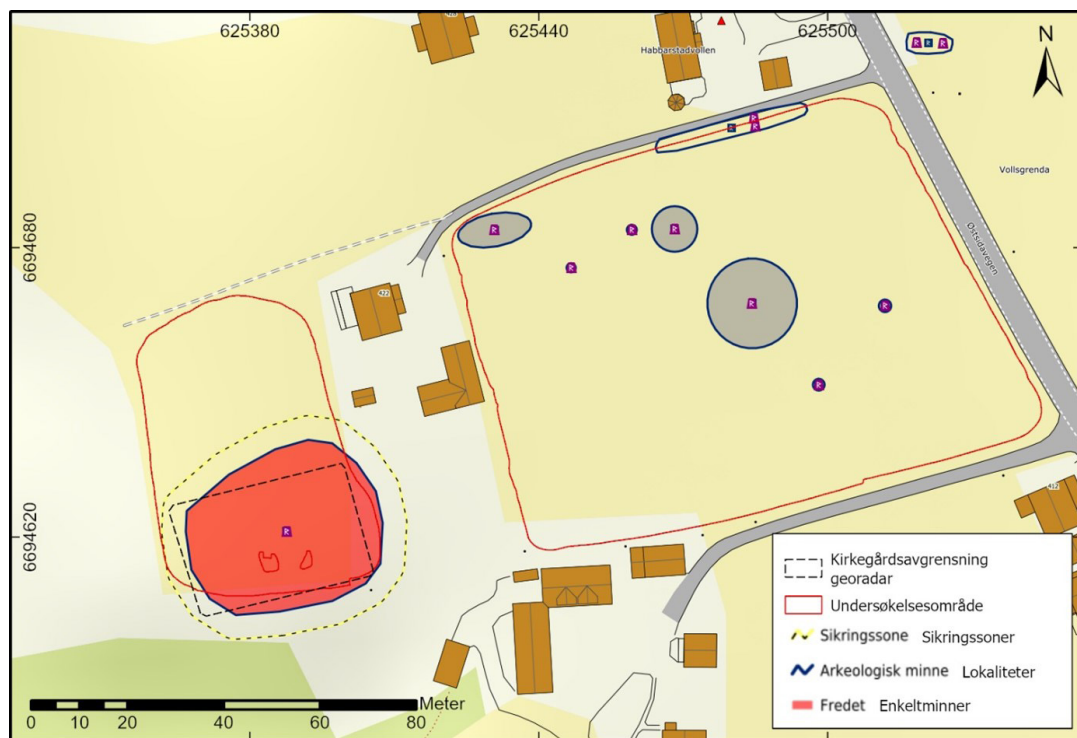 625380
625440
625500
N
Habbarstadvollen
Vollsgrenda
Østsidavegen
6694680
6694620
422
412
Kirkegårdsavgrensning
georadar
Undersøkelsesområde
Sikringssone Sikringssoner
Arkeologisk minne Lokaliteter
Fredet Enkeltminner
Meter
0 10 20 40 60 80
R
R
R
R
R
R
R
R
R
R
R
R